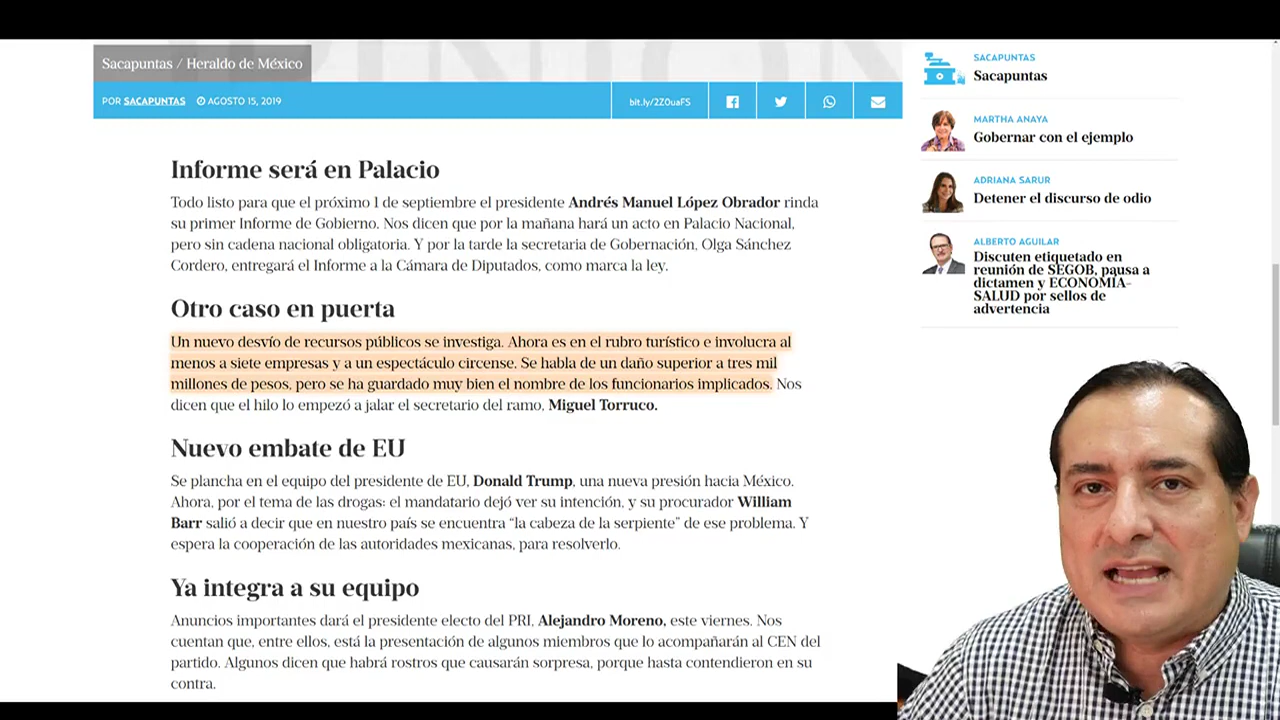 Sacapuntas / Heraldo de México
POR SACAPUNTAS AGOSTO 15, 2019
bit.ly/2Z0uaFS
Informe será en Palacio
Todo listo para que el próximo 1 de septiembre el presidente Andrés Manuel López Obrador rinda
su primer Informe de Gobierno. Nos dicen que por la mañana hará un acto en Palacio Nacional,
pero sin cadena nacional obligatoria. Y por la tarde la secretaria de Gobernación, Olga Sánchez
Cordero, entregará el Informe a la Cámara de Diputados, como marca la ley.
Otro caso en puerta
Un nuevo desvío de recursos públicos se investiga. Ahora es en el rubro turístico e involucra al
menos a siete empresas y a un espectáculo circense. Se habla de un daño superior a tres mil
millones de pesos, pero se ha guardado muy bien el nombre de los funcionarios implicados. Nos
dicen que el hilo lo empezó a jalar el secretario del ramo, Miguel Torruco.
Nuevo embate de EU
Se plancha en el equipo del presidente de EU, Donald Trump, una nueva presión hacia México.
Ahora, por el tema de las drogas: el mandatario dejó ver su intención, y su procurador William
Barr salió a decir que en nuestro país se encuentra “la cabeza de la serpiente” de ese problema. Y
espera la cooperación de las autoridades mexicanas, para resolverlo.
Ya integra a su equipo
Anuncios importantes dará el presidente electo del PRI, Alejandro Moreno, este viernes. Nos
cuentan que, entre ellos, está la presentación de algunos miembros que lo acompañarán al CEN del
partido. Algunos dicen que habrá rostros que causarán sorpresa, porque hasta contendieron en su
contra.
SACAPUNTAS
Sacapuntas
MARTHA ANAYA
Gobernar con el ejemplo
ADRIANA SARUR
Detener el discurso de odio
ALBERTO AGUILAR
Discuten etiquetado en
reunión de SEGOB, pausa a
dictamen y ECONOMÍA-
SALUD por sellos de
advertencia